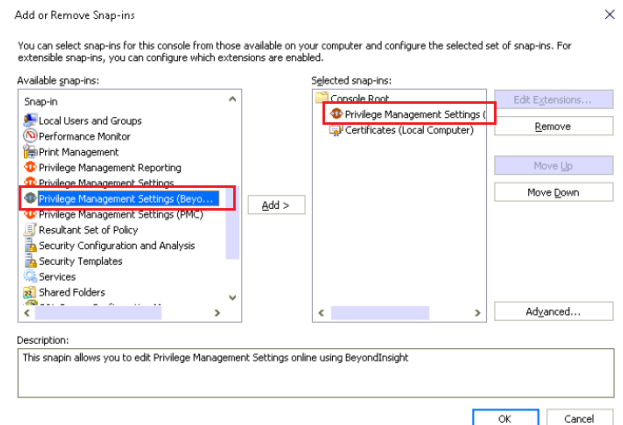 Add or Remove Snap-ins
You can select snap-ins for this console from those available on your computer and configure the selected set of snap-ins. For
extensible snap-ins, you can configure which extensions are enabled.
Available snap-ins:
Snap-in
Local Users and Groups
Performance Monitor
Print Management
Privilege Management Reporting
Privilege Management Settings
Privilege Management Settings (Beyo...
Privilege Management Settings (PMC)
Resultant Set of Policy
Security Configuration and Analysis
Security Templates
Services
Shared Folders
Add >
Selected snap-ins:
Console Root
Privilege Management Settings (
Certificates (Local Computer)
Edit Extensions...
Remove
Move Up
Move Down
Advanced...
Description:
This snapin allows you to edit Privilege Management Settings online using BeyondInsight
OK
Cancel